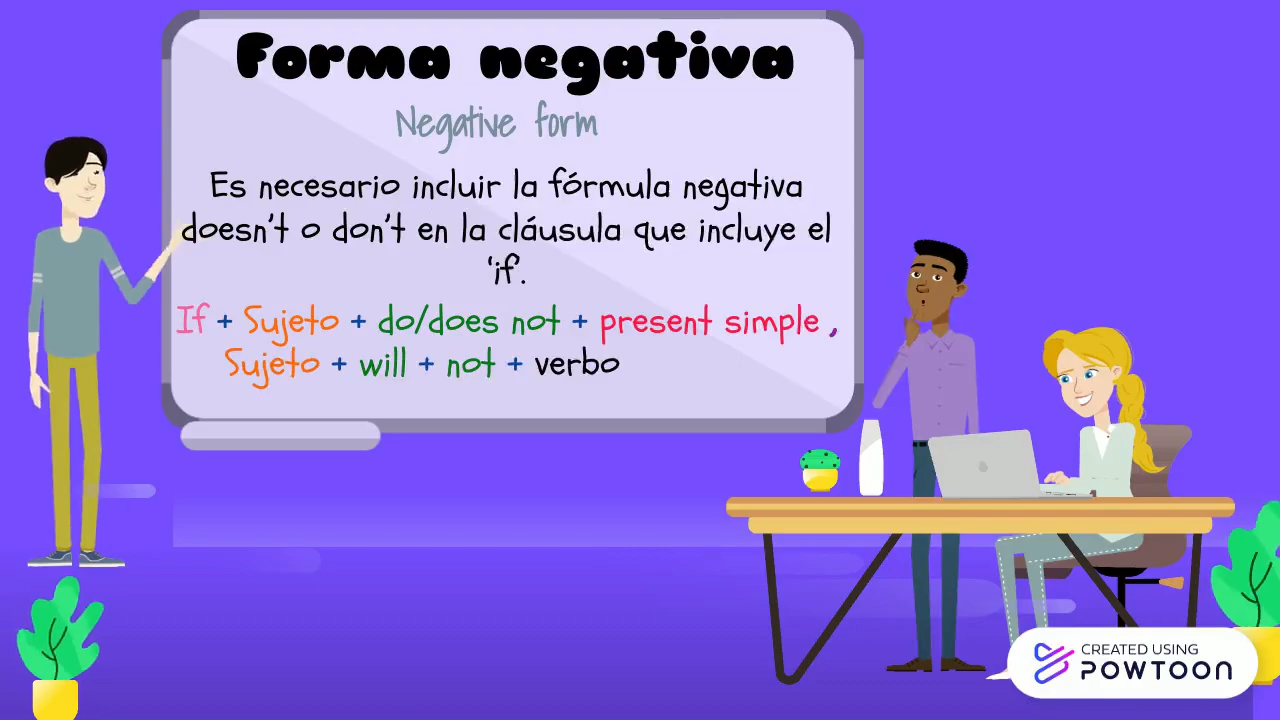 Forma negativa
Negative form
Es necesario incluir la fórmula negativa
doesn't o don't en la cláusula que incluye el
'if'.
If + Sujeto + do/does not + present simple ,
Sujeto + will + not + verbo
CREATED USING
POWTOON